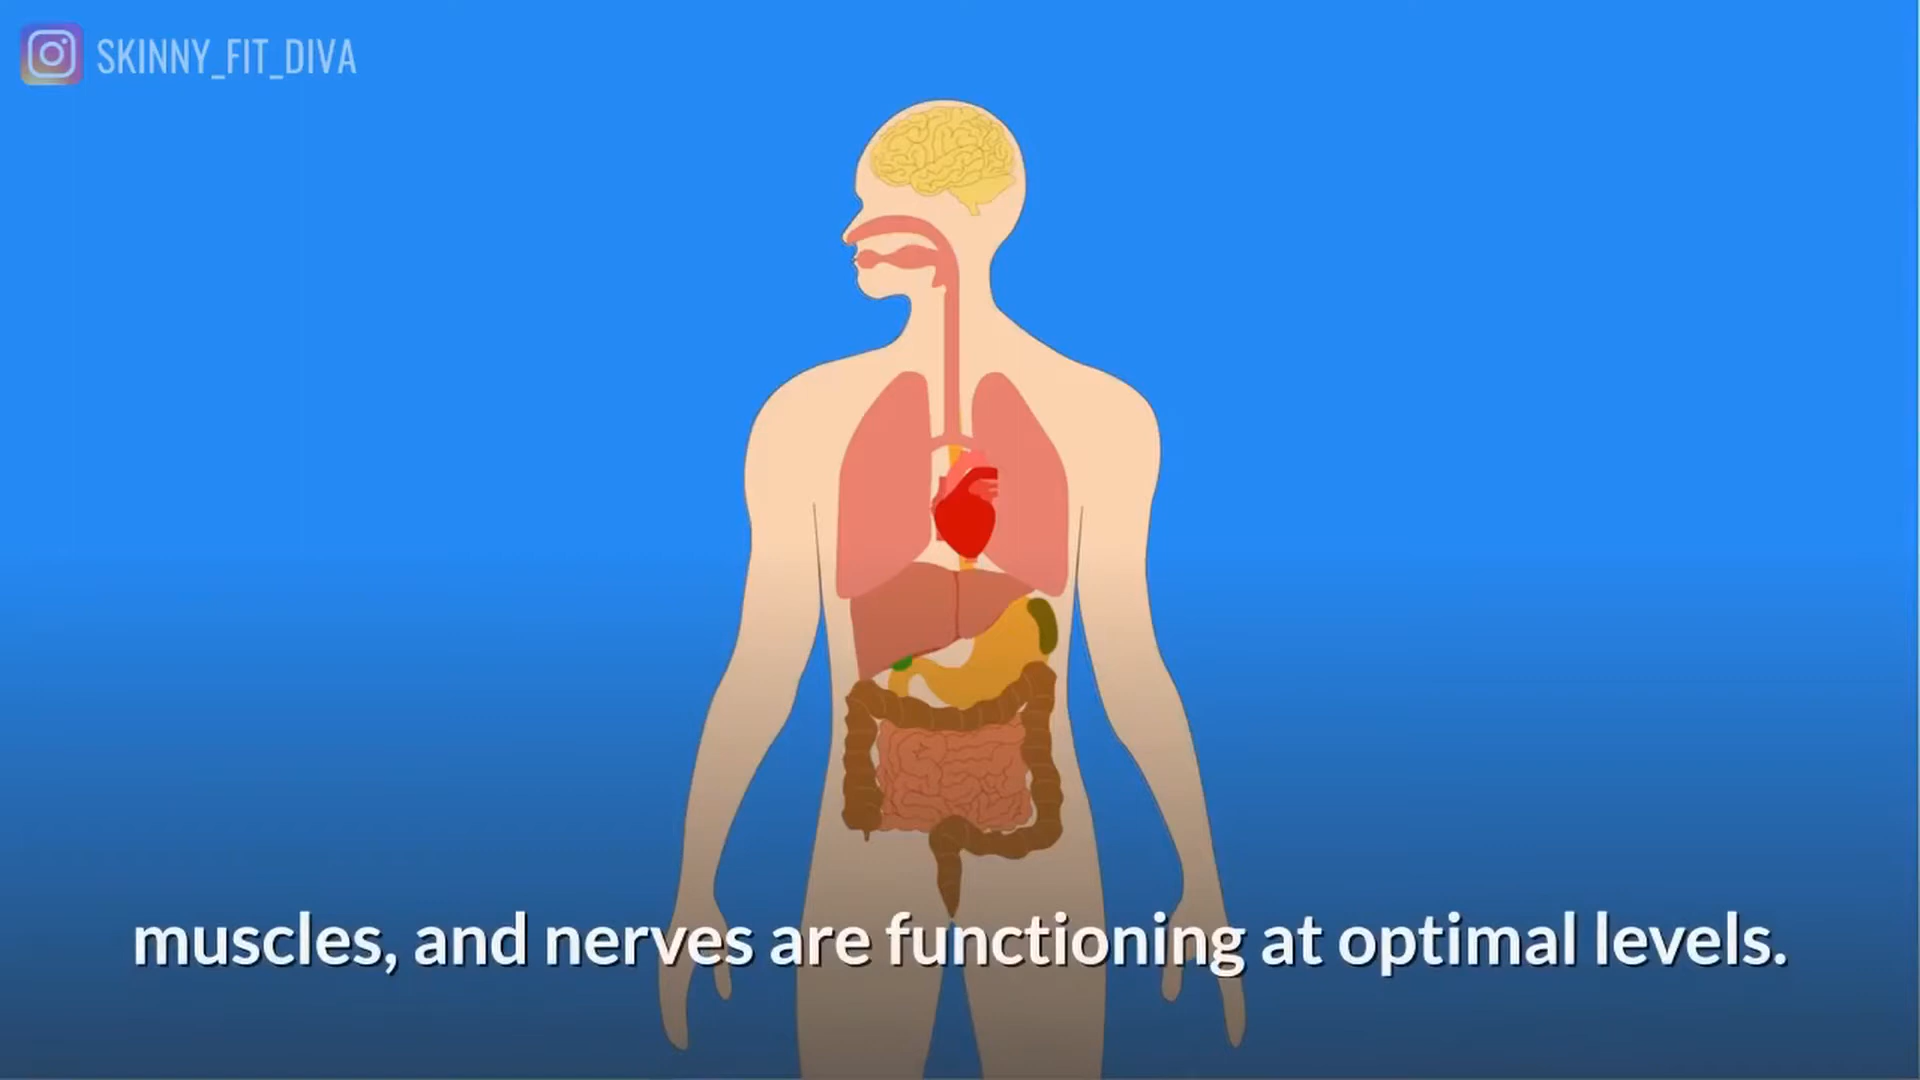 SKINNY_FIT_DIVA
muscles, and nerves are functioning at optimal levels.